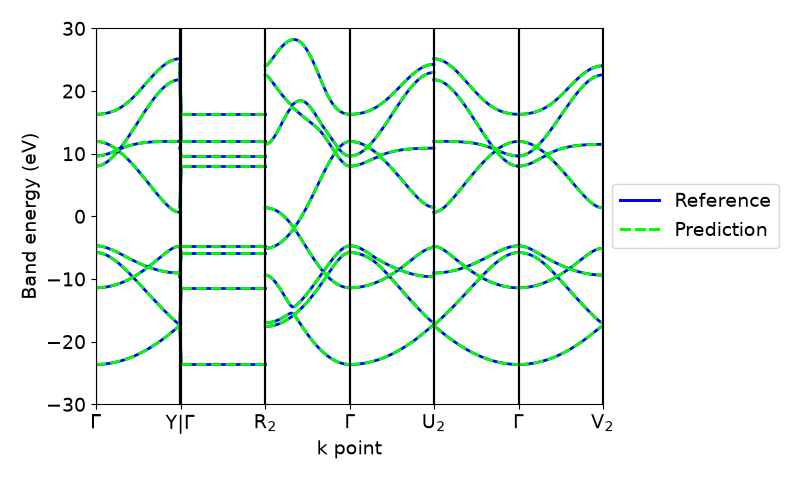 30
20
10
0
−10
−20
−30
Band energy (eV)
Γ Y|Γ R₂ Γ U₂ Γ V₂
k point
Reference
Prediction